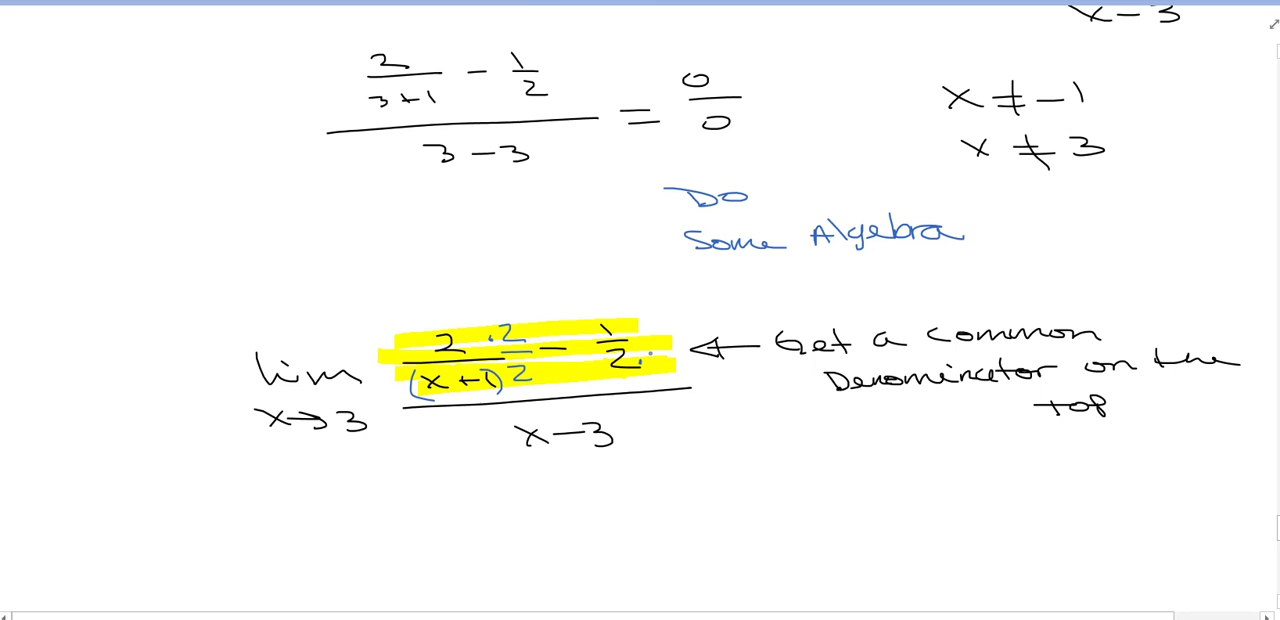 x - 3
2/(3+1) - 1/2
3 - 3
= 0/0
x ≠ -1
x ≠ 3
Do
Some Algebra
lim x→3
2/(x+1) · 2/2 - 1/2 ·
x - 3
← Get a common
Denominator on the
top